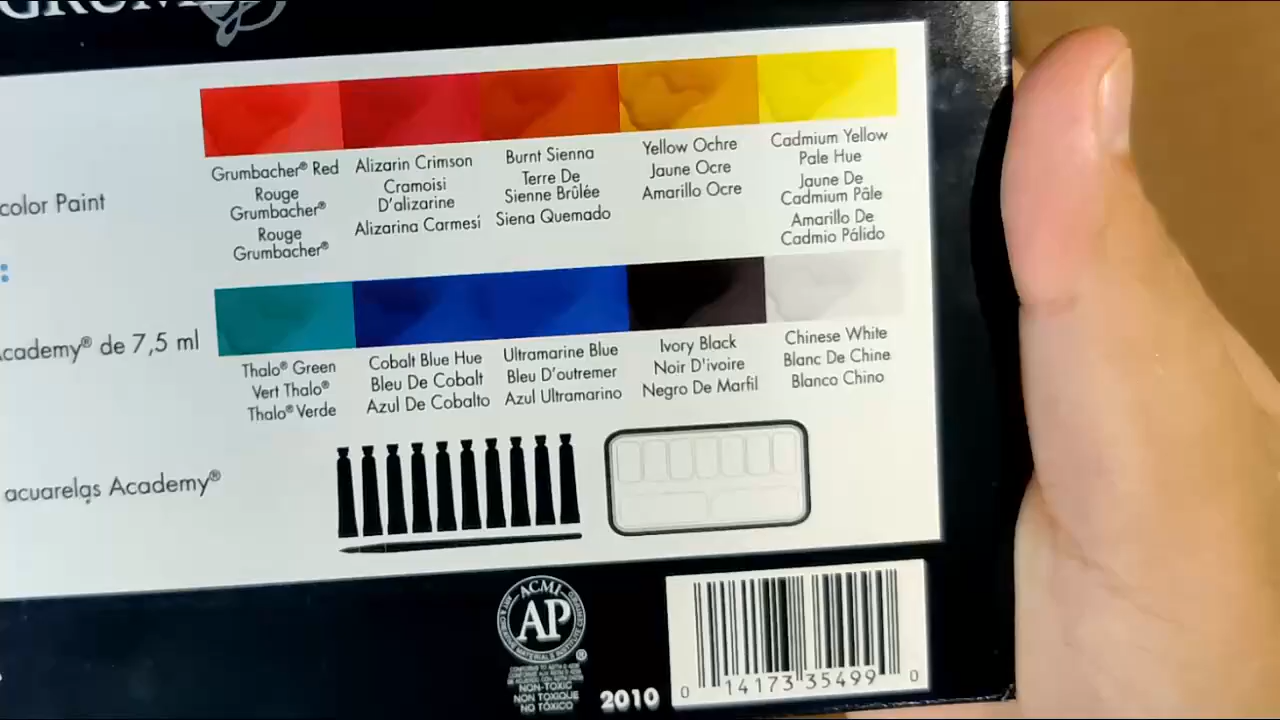 GRUM
Grumbacher® Red
Rouge
Grumbacher®
Rouge
Grumbacher®
Alizarin Crimson
Cramoisi
D'alizarine
Alizarina Carmesí
Burnt Sienna
Terre De
Sienne Brûlée
Siena Quemado
Yellow Ochre
Jaune Ocre
Amarillo Ocre
Cadmium Yellow
Pale Hue
Jaune De
Cadmium Pâle
Amarillo De
Cadmio Pálido
color Paint
cademy® de 7,5 ml
Thalo® Green
Vert Thalo®
Thalo® Verde
Cobalt Blue Hue
Bleu De Cobalt
Azul De Cobalto
Ultramarine Blue
Bleu D'outremer
Azul Ultramarino
Ivory Black
Noir D'ivoire
Negro De Marfil
Chinese White
Blanc De Chine
Blanco Chino
acuarelas Academy®
ACMI
AP
NON-TOXIC
NON TOXIQUE
NO TÓXICO
2010
0 14173 35499 0